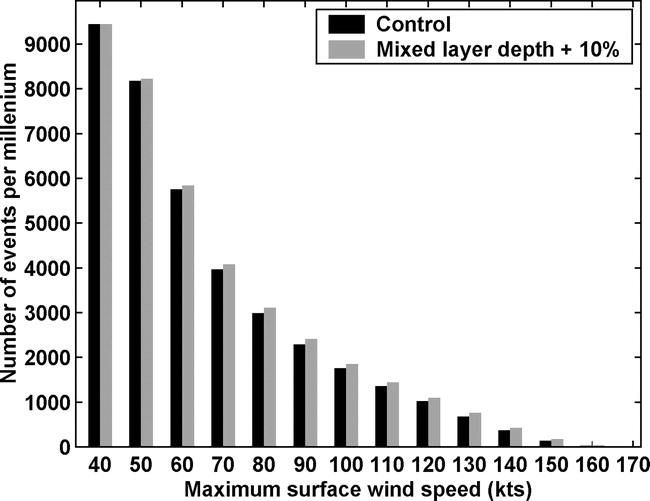 Control
Mixed layer depth + 10%
Number of events per millenium
9000
8000
7000
6000
5000
4000
3000
2000
1000
0
40 50 60 70 80 90 100 110 120 130 140 150 160 170
Maximum surface wind speed (kts)